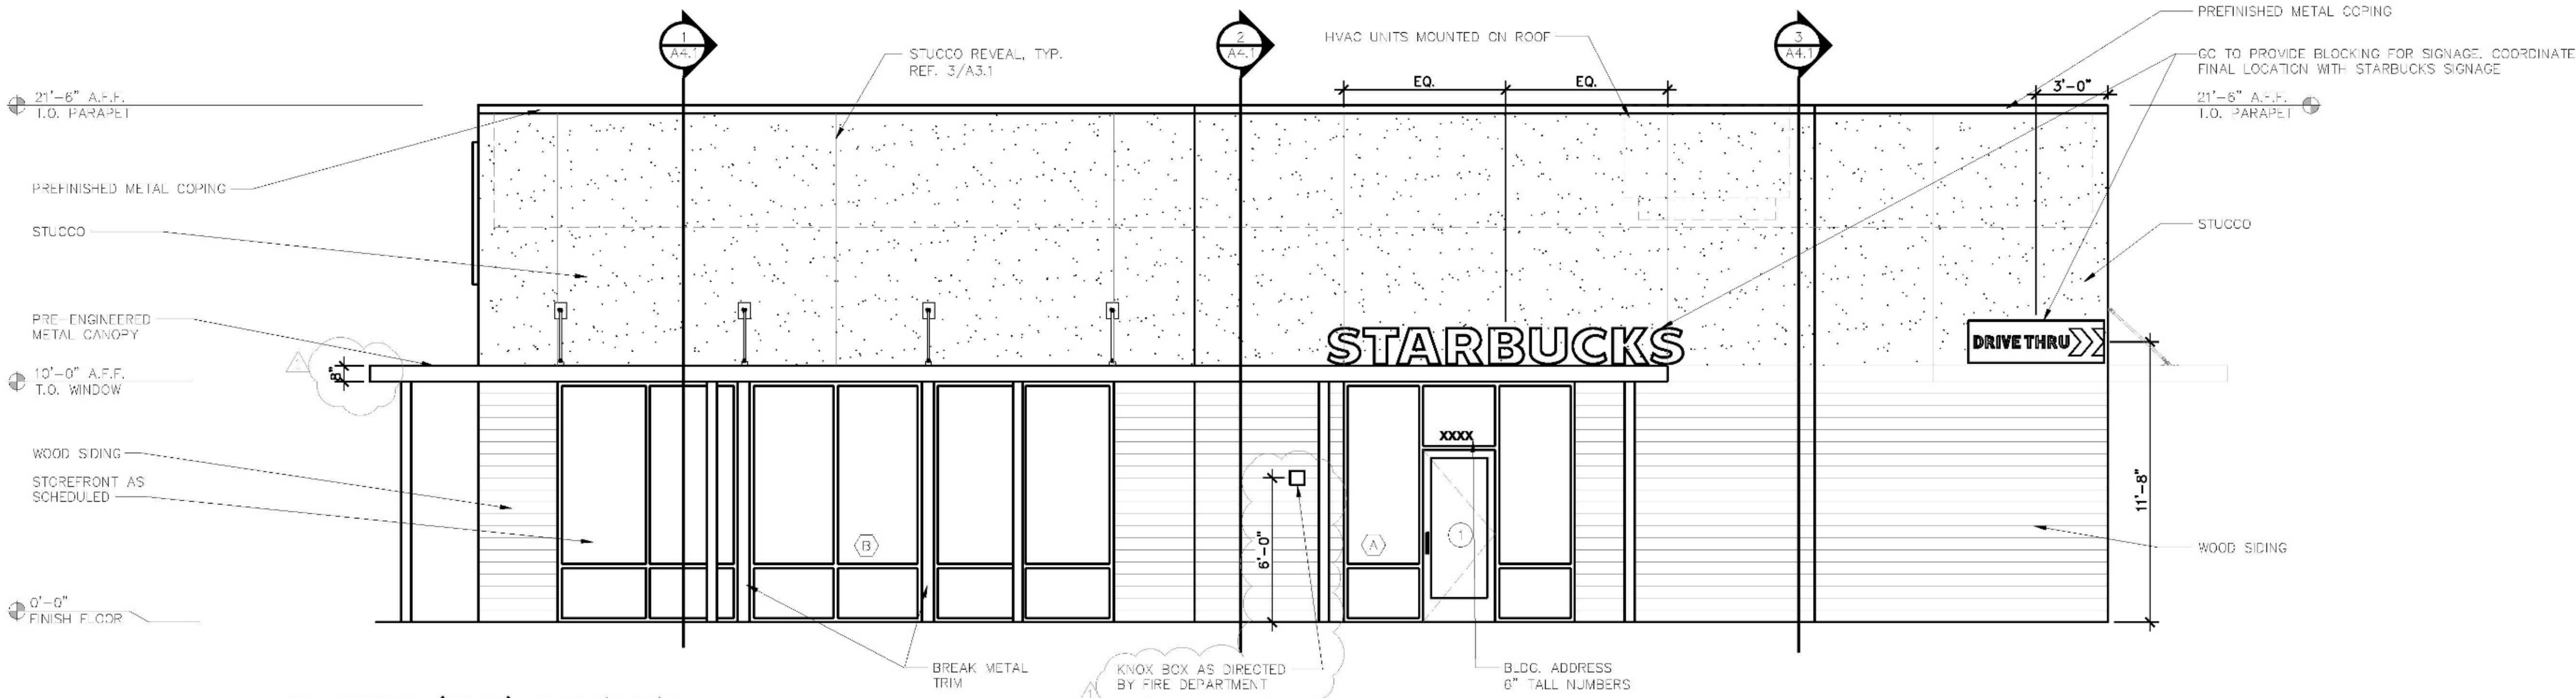 1
A4.1
2
A4.1
3
A4.1
STUCCO REVEAL, TYP.
REF. 3/A3.1
HVAC UNITS MOUNTED ON ROOF
PREFINISHED METAL COPING
GC TO PROVIDE BLOCKING FOR SIGNAGE. COORDINATE
FINAL LOCATION WITH STARBUCKS SIGNAGE
EQ.
EQ.
3'-0"
21'-6" A.F.F.
T.O. PARAPET
21'-6" A.F.F.
T.O. PARAPET
PREFINISHED METAL COPING
STUCCO
STUCCO
PRE-ENGINEERED
METAL CANOPY
8"
STARBUCKS
DRIVE THRU
10'-0" A.F.F.
T.O. WINDOW
XXXX
WOOD SIDING
STOREFRONT AS
SCHEDULED
11'-8"
6'-0"
B
A
1
WOOD SIDING
0'-0"
FINISH FLOOR
BREAK METAL
TRIM
KNOX BOX AS DIRECTED
BY FIRE DEPARTMENT
1
BLDG. ADDRESS
6" TALL NUMBERS